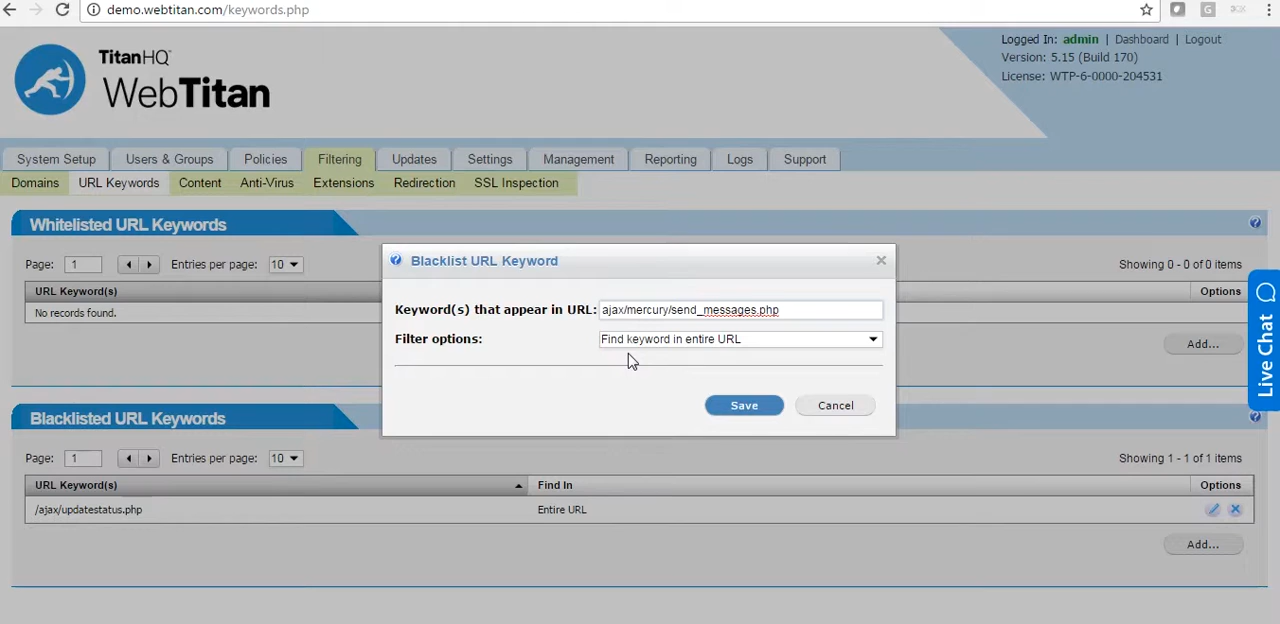 demo.webtitan.com/keywords.php
G
TitanHQ
WebTitan
Logged In: admin | Dashboard | Logout
Version: 5.15 (Build 170)
License: WTP-6-0000-204531
System Setup Users & Groups Policies Filtering Updates Settings Management Reporting Logs Support
Domains URL Keywords Content Anti-Virus Extensions Redirection SSL Inspection
Whitelisted URL Keywords
?
Page: 1 Entries per page: 10 Showing 0 - 0 of 0 items
URL Keyword(s) Options
No records found.
Add...
? Blacklist URL Keyword
Keyword(s) that appear in URL: ajax/mercury/send_messages.php
Filter options: Find keyword in entire URL
Save Cancel
Live Chat
Blacklisted URL Keywords
?
Page: 1 Entries per page: 10 Showing 1 - 1 of 1 items
URL Keyword(s) Find In Options
/ajax/updatestatus.php Entire URL
Add...